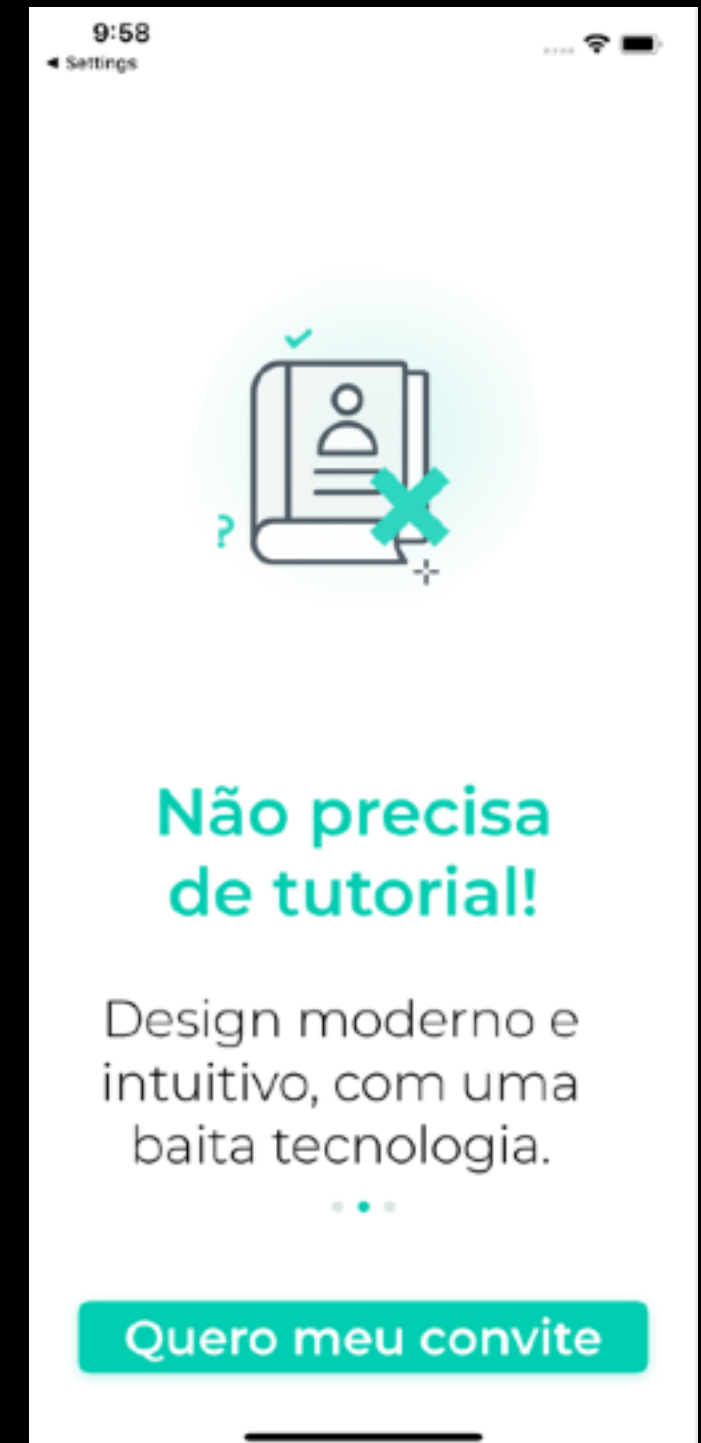 9:58
◀ Settings
?
Não precisa
de tutorial!
Design moderno e
intuitivo, com uma
baita tecnologia.
Quero meu convite